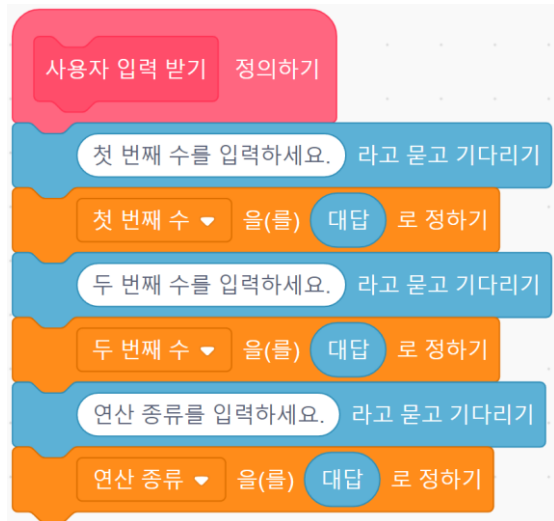 사용자 입력 받기 정의하기
첫 번째 수를 입력하세요. 라고 묻고 기다리기
첫 번째 수 을(를) 대답 로 정하기
두 번째 수를 입력하세요. 라고 묻고 기다리기
두 번째 수 을(를) 대답 로 정하기
연산 종류를 입력하세요. 라고 묻고 기다리기
연산 종류 을(를) 대답 로 정하기